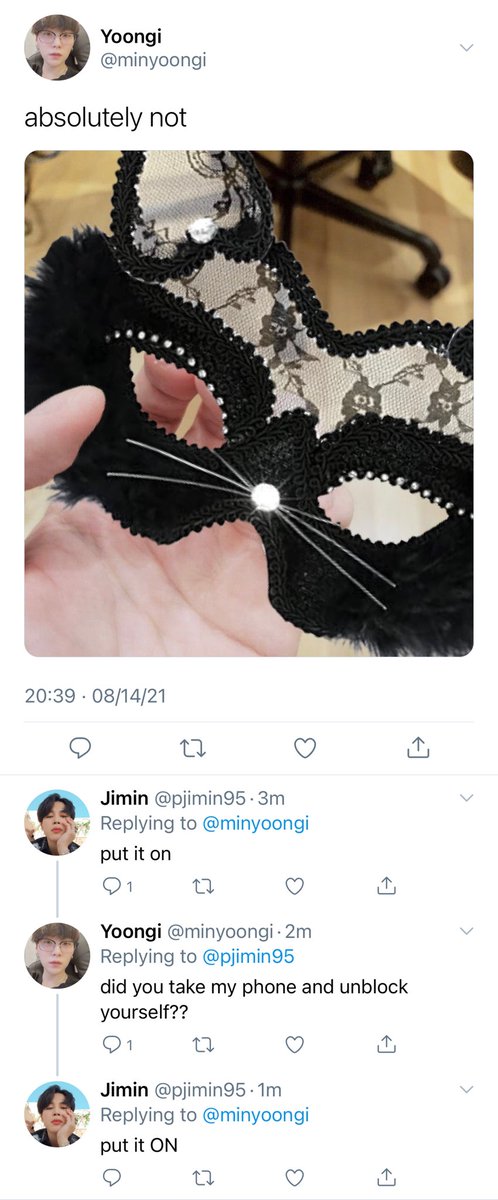 Yoongi
@minyoongi
absolutely not
20:39 · 08/14/21
Jimin @pjimin95 · 3m
Replying to @minyoongi
put it on
1
Yoongi @minyoongi · 2m
Replying to @pjimin95
did you take my phone and unblock
yourself??
1
Jimin @pjimin95 · 1m
Replying to @minyoongi
put it ON